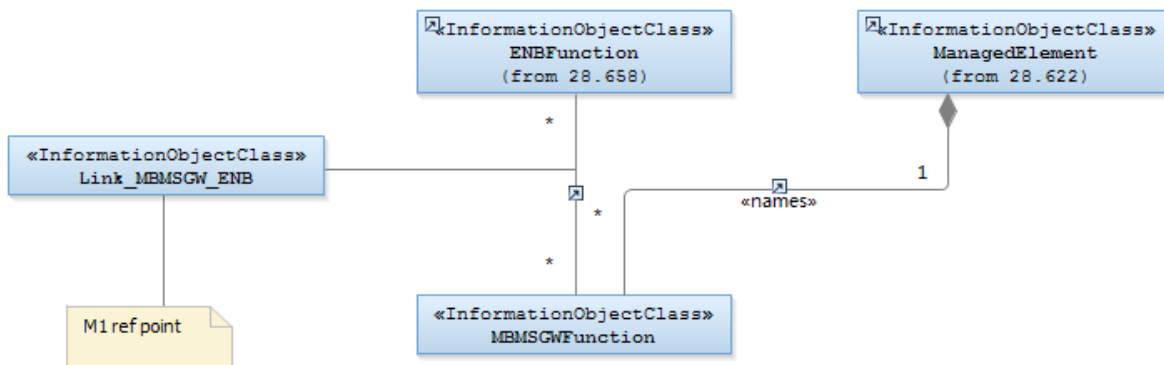 «InformationObjectClass»
ENBFunction
(from 28.658)
«InformationObjectClass»
ManagedElement
(from 28.622)
*
«InformationObjectClass»
Link_MBMSGW_ENB
1
«names»
*
*
M1 ref point
«InformationObjectClass»
MBMSGWFunction